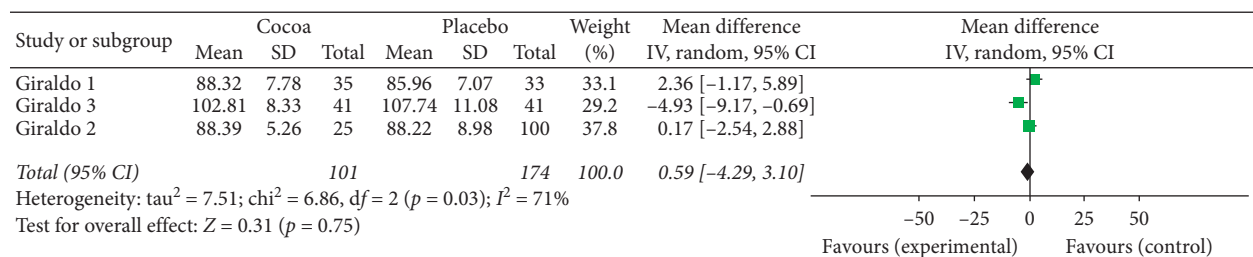 Study or subgroup Cocoa Placebo Weight (%) Mean difference IV, random, 95% CI Mean difference IV, random, 95% CI
Mean SD Total Mean SD Total
Giraldo 1 88.32 7.78 35 85.96 7.07 33 33.1 2.36 [−1.17, 5.89]
Giraldo 3 102.81 8.33 41 107.74 11.08 41 29.2 −4.93 [−9.17, −0.69]
Giraldo 2 88.39 5.26 25 88.22 8.98 100 37.8 0.17 [−2.54, 2.88]
Total (95% CI) 101 174 100.0 0.59 [−4.29, 3.10]
Heterogeneity: tau² = 7.51; chi² = 6.86, df = 2 (p = 0.03); I² = 71%
Test for overall effect: Z = 0.31 (p = 0.75)
−50 −25 0 25 50
Favours (experimental) Favours (control)